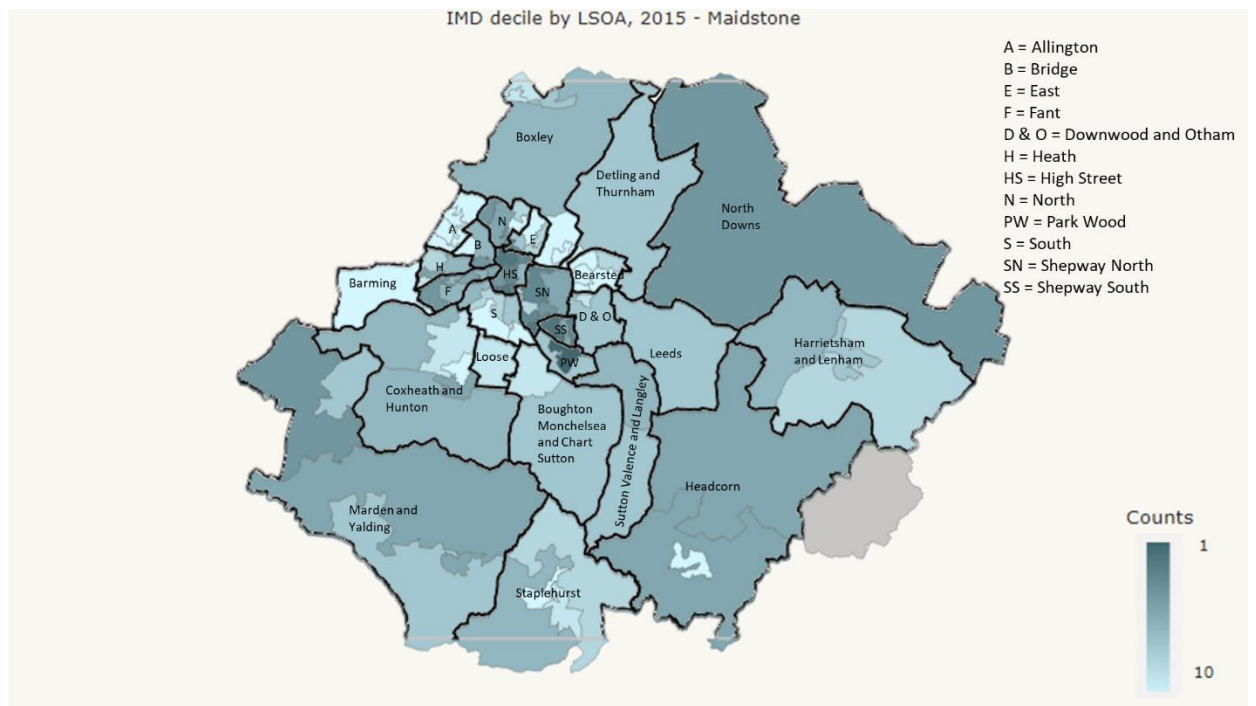 IMD decile by LSOA, 2015 - Maidstone
A = Allington
B = Bridge
E = East
F = Fant
D & O = Downwood and Otham
H = Heath
HS = High Street
N = North
PW = Park Wood
S = South
SN = Shepway North
SS = Shepway South
Boxley
Detling and
Thurnham
North
Downs
A
N
E
B
H
HS
Bearsted
Barming
F
SN
S
D & O
SS
Loose
PW
Leeds
Harrietsham
and Lenham
Coxheath and
Hunton
Boughton
Monchelsea
and Chart
Sutton
Sutton Valence and Langley
Headcorn
Marden and
Yalding
Staplehurst
Counts
1
10